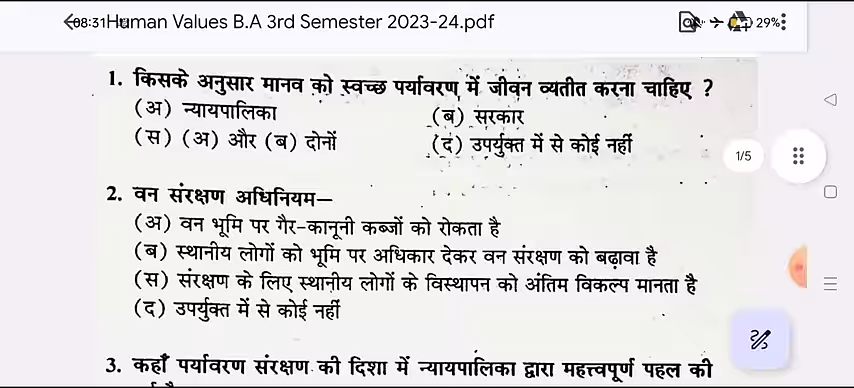 08:31 Human Values B.A 3rd Semester 2023-24.pdf 29%
1. किसके अनुसार मानव को स्वच्छ पर्यावरण में जीवन व्यतीत करना चाहिए ?
(अ) न्यायपालिका (ब) सरकार
(स) (अ) और (ब) दोनों (द) उपर्युक्त में से कोई नहीं
1/5
2. वन संरक्षण अधिनियम—
(अ) वन भूमि पर गैर-कानूनी कब्जों को रोकता है
(ब) स्थानीय लोगों को भूमि पर अधिकार देकर वन संरक्षण को बढ़ावा है
(स) संरक्षण के लिए स्थानीय लोगों के विस्थापन को अंतिम विकल्प मानता है
(द) उपर्युक्त में से कोई नहीं
3. कहाँ पर्यावरण संरक्षण की दिशा में न्यायपालिका द्वारा महत्त्वपूर्ण पहल की